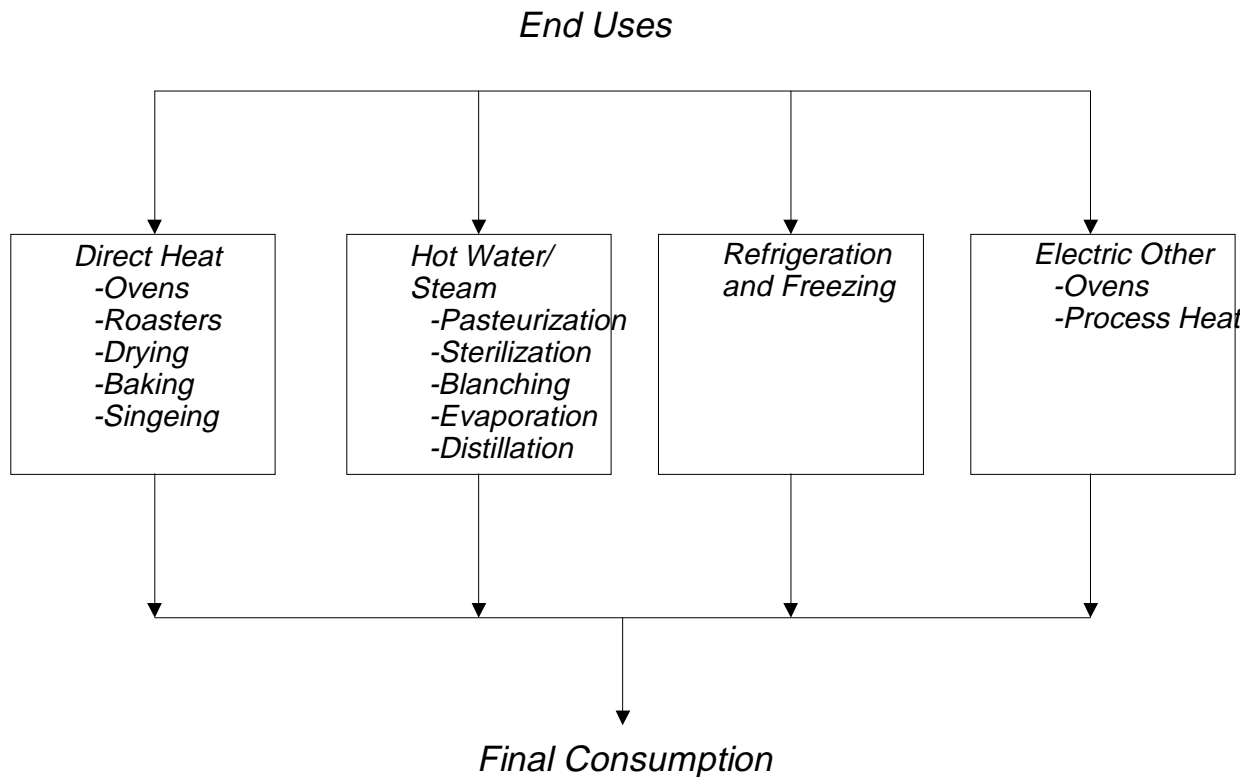 End Uses
Direct Heat
-Ovens
-Roasters
-Drying
-Baking
-Singeing
Hot Water/
Steam
-Pasteurization
-Sterilization
-Blanching
-Evaporation
-Distillation
Refrigeration
and Freezing
Electric Other
-Ovens
-Process Heat
Final Consumption